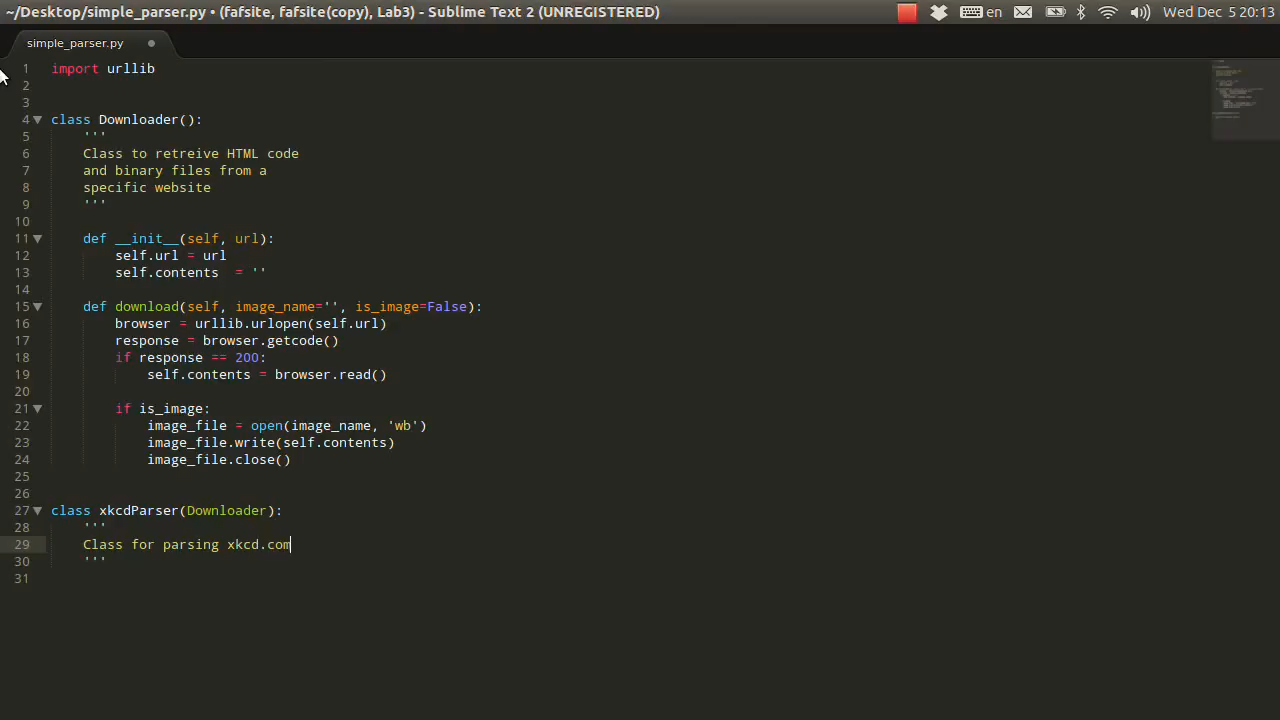 ~/Desktop/simple_parser.py • (fafsite, fafsite(copy), Lab3) - Sublime Text 2 (UNREGISTERED) en Wed Dec 5 20:13
simple_parser.py
1 import urllib
2
3
4 class Downloader():
5 '''
6 Class to retreive HTML code
7 and binary files from a
8 specific website
9 '''
10
11 def __init__(self, url):
12 self.url = url
13 self.contents  = ''
14
15 def download(self, image_name='', is_image=False):
16 browser = urllib.urlopen(self.url)
17 response = browser.getcode()
18 if response == 200:
19 self.contents = browser.read()
20
21 if is_image:
22 image_file = open(image_name, 'wb')
23 image_file.write(self.contents)
24 image_file.close()
25
26
27 class xkcdParser(Downloader):
28 '''
29 Class for parsing xkcd.com
30 '''
31